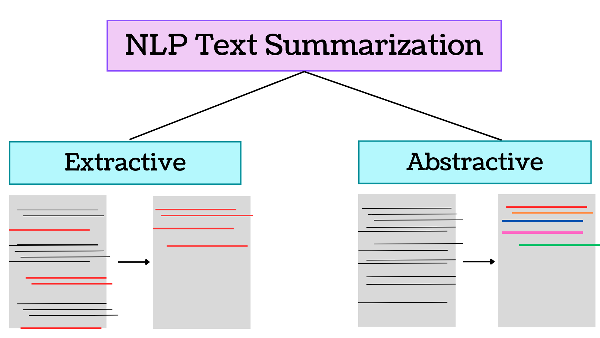 NLP Text Summarization
Extractive
Abstractive